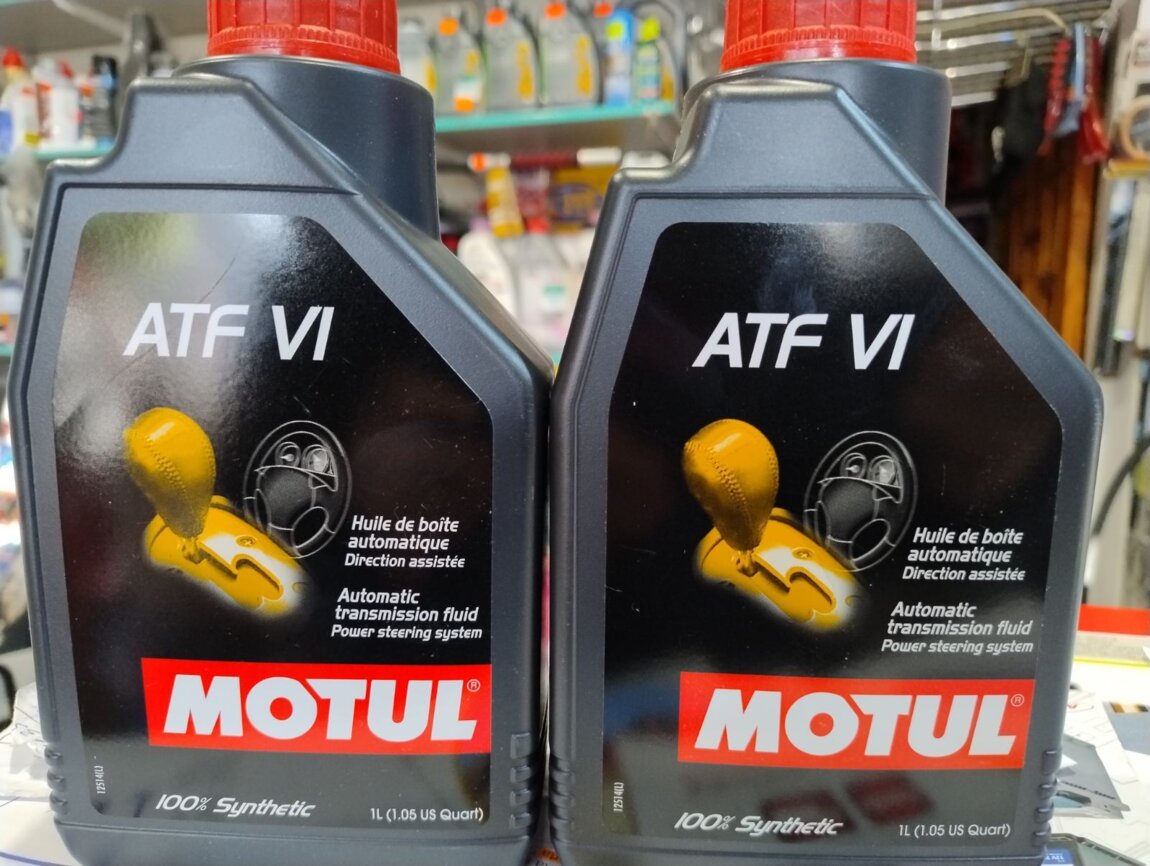 ATF VI
Huile de boîte
automatique
Direction assistée
Automatic
transmission fluid
Power steering system
MOTUL®
12514(L)
100% Synthetic
1L (1.05 US Quart)
ATF VI
Huile de boîte
automatique
Direction assistée
Automatic
transmission fluid
Power steering system
MOTUL®
12514(L)
100% Synthetic
1L (1.05 US Quart)